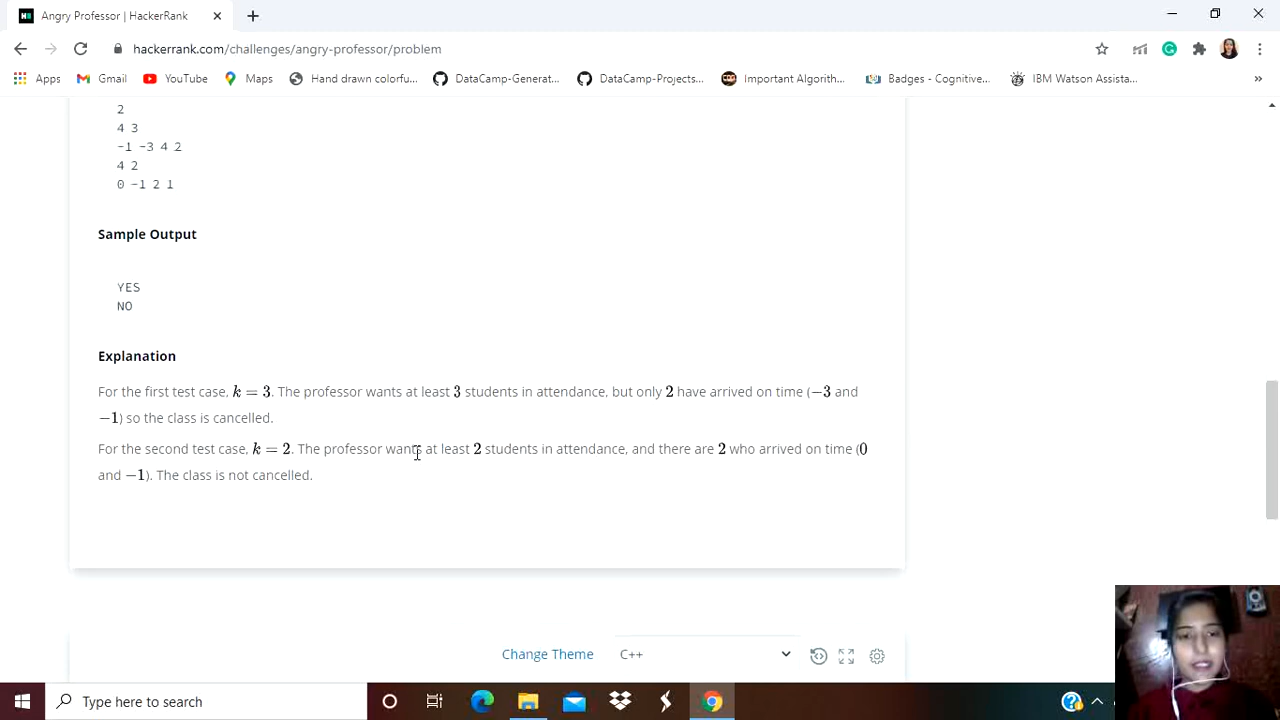 Angry Professor | HackerRank
hackerrank.com/challenges/angry-professor/problem
Apps Gmail YouTube Maps Hand drawn colorfu... DataCamp-Generat... DataCamp-Projects... Important Algorith... Badges - Cognitive... IBM Watson Assista... »
2
4 3
-1 -3 4 2
4 2
0 -1 2 1
Sample Output
YES
NO
Explanation
For the first test case, k = 3. The professor wants at least 3 students in attendance, but only 2 have arrived on time (−3 and
−1) so the class is cancelled.
For the second test case, k = 2. The professor wants at least 2 students in attendance, and there are 2 who arrived on time (0
and −1). The class is not cancelled.
Change Theme C++
Type here to search